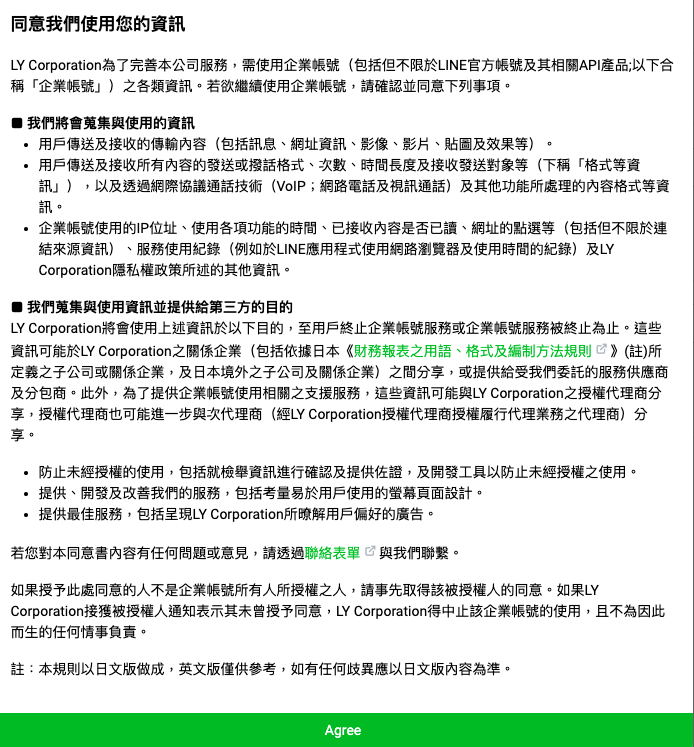 同意我們使用您的資訊
LY Corporation為了完善本公司服務，需使用企業帳號（包括但不限於LINE官方帳號及其相關API產品;以下合
稱「企業帳號」）之各類資訊。若欲繼續使用企業帳號，請確認並同意下列事項。
■ 我們將會蒐集與使用的資訊
• 用戶傳送及接收的傳輸內容（包括訊息、網址資訊、影像、影片、貼圖及效果等）。
• 用戶傳送及接收所有內容的發送或撥話格式、次數、時間長度及接收發送對象等（下稱「格式等資
訊」），以及透過網際協議通話技術（VoIP；網路電話及視訊通話）及其他功能所處理的內容格式等資
訊。
• 企業帳號使用的IP位址、使用各項功能的時間、已接收內容是否已讀、網址的點選等（包括但不限於連
結來源資訊）、服務使用紀錄（例如於LINE應用程式使用網路瀏覽器及使用時間的紀錄）及LY
Corporation隱私權政策所述的其他資訊。
■ 我們蒐集與使用資訊並提供給第三方的目的
LY Corporation將會使用上述資訊於以下目的，至用戶終止企業帳號服務或企業帳號服務被終止為止。這些
資訊可能於LY Corporation之關係企業（包括依據日本《財務報表之用語、格式及編制方法規則 》(註)所
定義之子公司或關係企業，及日本境外之子公司及關係企業）之間分享，或提供給受我們委託的服務供應商
及分包商。此外，為了提供企業帳號使用相關之支援服務，這些資訊可能與LY Corporation之授權代理商分
享，授權代理商也可能進一步與次代理商（經LY Corporation授權代理商授權履行代理業務之代理商）分
享。
• 防止未經授權的使用，包括就檢舉資訊進行確認及提供佐證，及開發工具以防止未經授權之使用。
• 提供、開發及改善我們的服務，包括考量易於用戶使用的螢幕頁面設計。
• 提供最佳服務，包括呈現LY Corporation所暸解用戶偏好的廣告。
若您對本同意書內容有任何問題或意見，請透過聯絡表單 與我們聯繫。
如果授予此處同意的人不是企業帳號所有人所授權之人，請事先取得該被授權人的同意。如果LY
Corporation接獲被授權人通知表示其未曾授予同意，LY Corporation得中止該企業帳號的使用，且不為因此
而生的任何情事負責。
註：本規則以日文版做成，英文版僅供參考，如有任何歧異應以日文版內容為準。
Agree